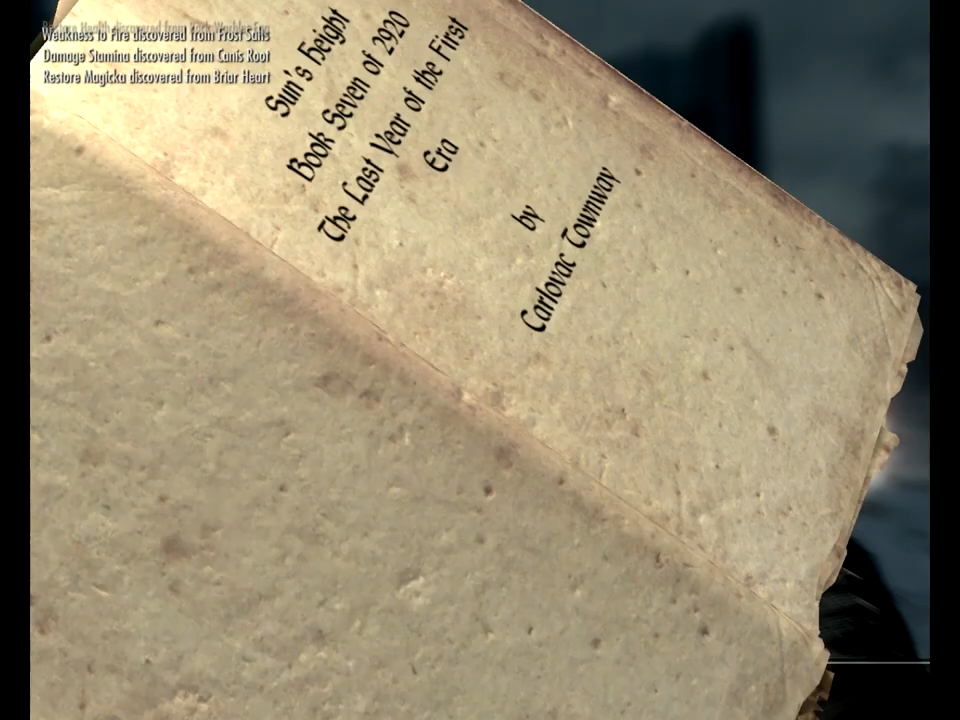 Weakness to Fire discovered from Frost Salts
Damage Stamina discovered from Canis Root
Restore Magicka discovered from Briar Heart
Sun's Height
Book Seven of 2920
The Last Year of the First
Era
by
Carlovac Townway